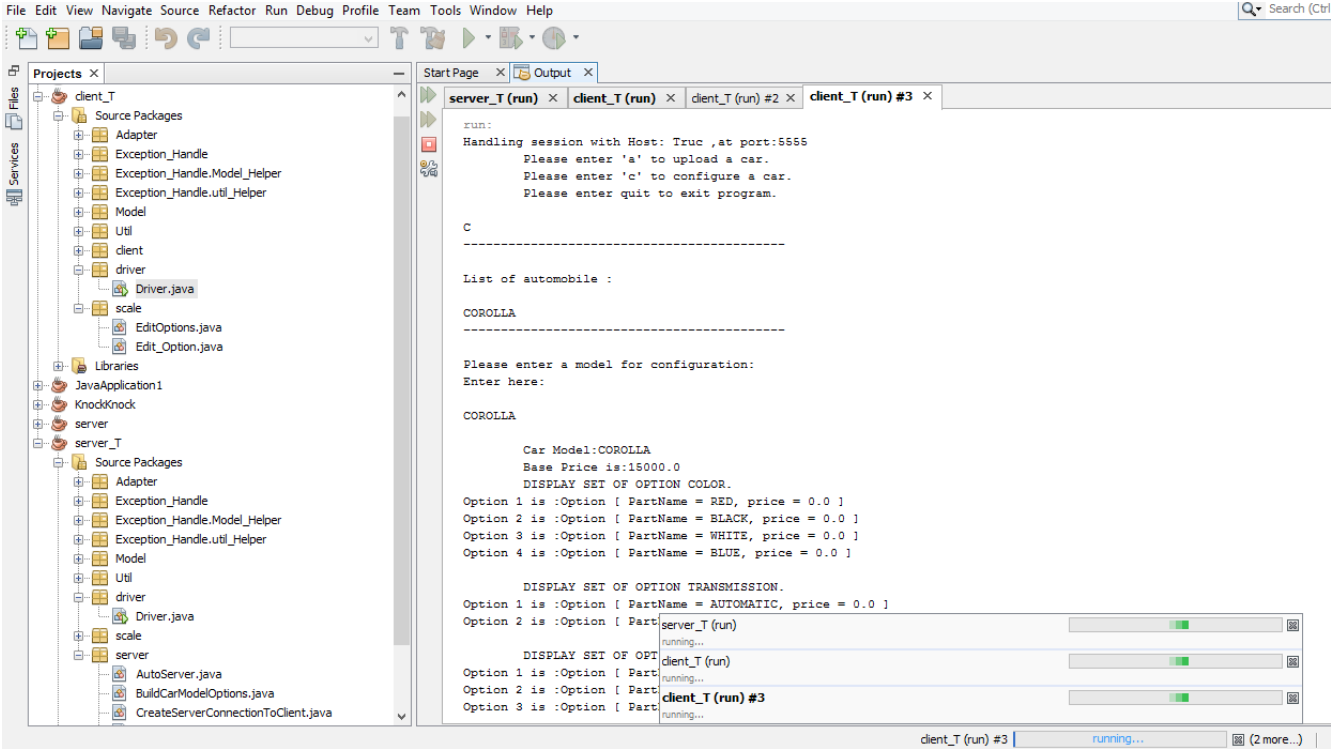 File Edit View Navigate Source Refactor Run Debug Profile Team Tools Window Help
Search (Ctrl
Files
Services
Projects
client_T
Source Packages
Adapter
Exception_Handle
Exception_Handle.Model_Helper
Exception_Handle.util_Helper
Model
Util
client
driver
Driver.java
scale
EditOptions.java
Edit_Option.java
Libraries
JavaApplication1
KnockKnock
server
server_T
Source Packages
Adapter
Exception_Handle
Exception_Handle.Model_Helper
Exception_Handle.util_Helper
Model
Util
driver
Driver.java
scale
server
AutoServer.java
BuildCarModelOptions.java
CreateServerConnectionToClient.java
Start Page Output
server_T (run) client_T (run) client_T (run) #2 client_T (run) #3
run:
Handling session with Host: Truc ,at port:5555
Please enter 'a' to upload a car.
Please enter 'c' to configure a car.
Please enter quit to exit program.
C
-------------------------------------------
List of automobile :
COROLLA
-------------------------------------------
Please enter a model for configuration:
Enter here:
COROLLA
Car Model:COROLLA
Base Price is:15000.0
DISPLAY SET OF OPTION COLOR.
Option 1 is :Option [ PartName = RED, price = 0.0 ]
Option 2 is :Option [ PartName = BLACK, price = 0.0 ]
Option 3 is :Option [ PartName = WHITE, price = 0.0 ]
Option 4 is :Option [ PartName = BLUE, price = 0.0 ]
DISPLAY SET OF OPTION TRANSMISSION.
Option 1 is :Option [ PartName = AUTOMATIC, price = 0.0 ]
Option 2 is :Option [ Part
DISPLAY SET OF OPT
Option 1 is :Option [ Part
Option 2 is :Option [ Part
Option 3 is :Option [ Part
server_T (run)
running...
client_T (run)
running...
client_T (run) #3
running...
client_T (run) #3 running... (2 more...)